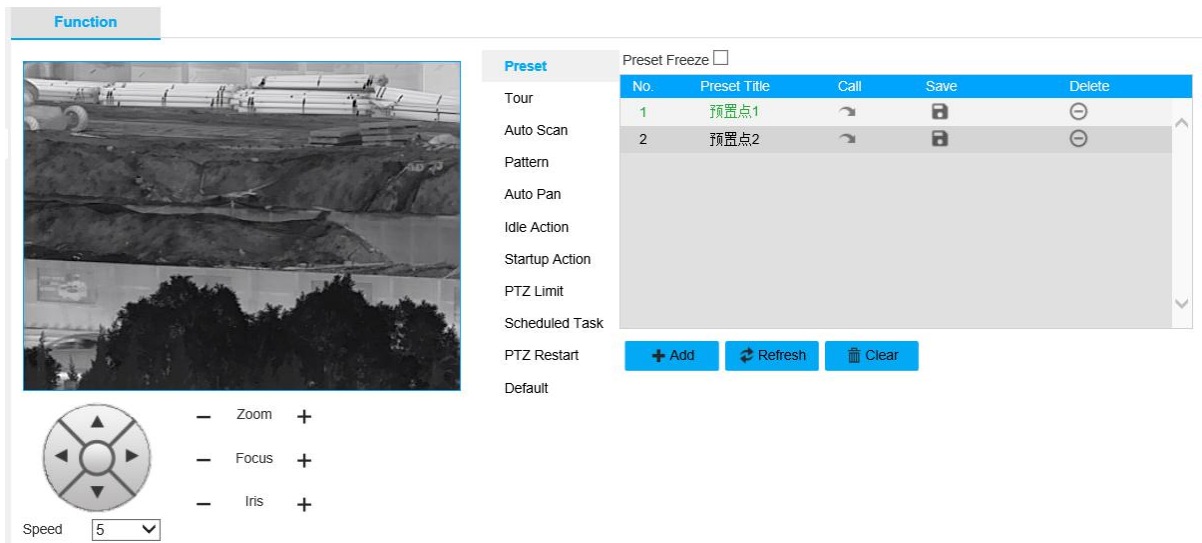 Function
Preset
Tour
Auto Scan
Pattern
Auto Pan
Idle Action
Startup Action
PTZ Limit
Scheduled Task
PTZ Restart
Default
Preset Freeze
No. Preset Title Call Save Delete
1 预置点1
2 预置点2
Add Refresh Clear
Zoom
Focus
Iris
Speed 5